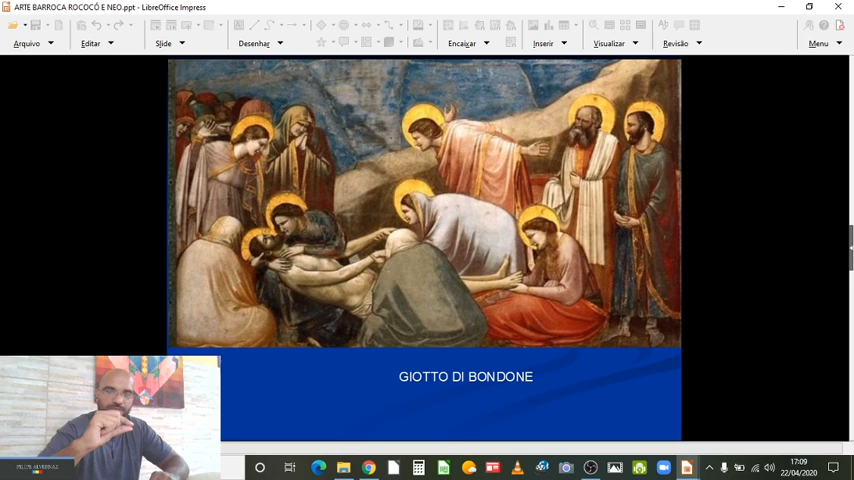 ARTE BARROCA ROCOCÓ E NEO.ppt - LibreOffice Impress
Arquivo
Editar
Slide
Desenhar
Encaixar
Inserir
Visualizar
Revisão
Menu
GIOTTO DI BONDONE
17:09
22/04/2020